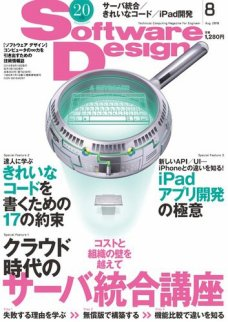 20
サーバ統合/
きれいなコード/iPad開発
8
Software
Design
1,280円
[ソフトウェア デザイン]
コンピュータの∞力を
引き出すための
技術情報誌
Special Feature 2
達人に学ぶ
きれいな
コードを
書くための
17の約束
Special Feature 3
新しいAPI/UI…
iPhoneとの違いを知る!
iPad
アプリ開発
の極意
Special Feature 1
コストと
組織の壁を
越えて
クラウド
時代の
サーバ統合講座
失敗する理由を学ぶ >> 無償版で構築する >> 機能比較で違いを知る